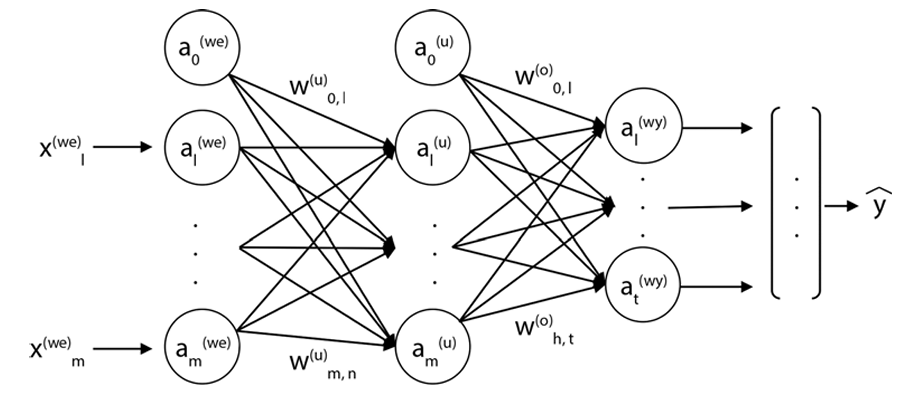 a₀⁽ʷᵉ⁾
a₀⁽ᵘ⁾
w⁽ᵘ⁾₀,ₗ
w⁽ᵒ⁾₀,ₗ
x⁽ʷᵉ⁾ₗ
aₗ⁽ʷᵉ⁾
aₗ⁽ᵘ⁾
aₗ⁽ʷʸ⁾
ŷ
aₜ⁽ʷʸ⁾
x⁽ʷᵉ⁾ₘ
aₘ⁽ʷᵉ⁾
w⁽ᵘ⁾ₘ,ₙ
aₘ⁽ᵘ⁾
w⁽ᵒ⁾ₕ,ₜ